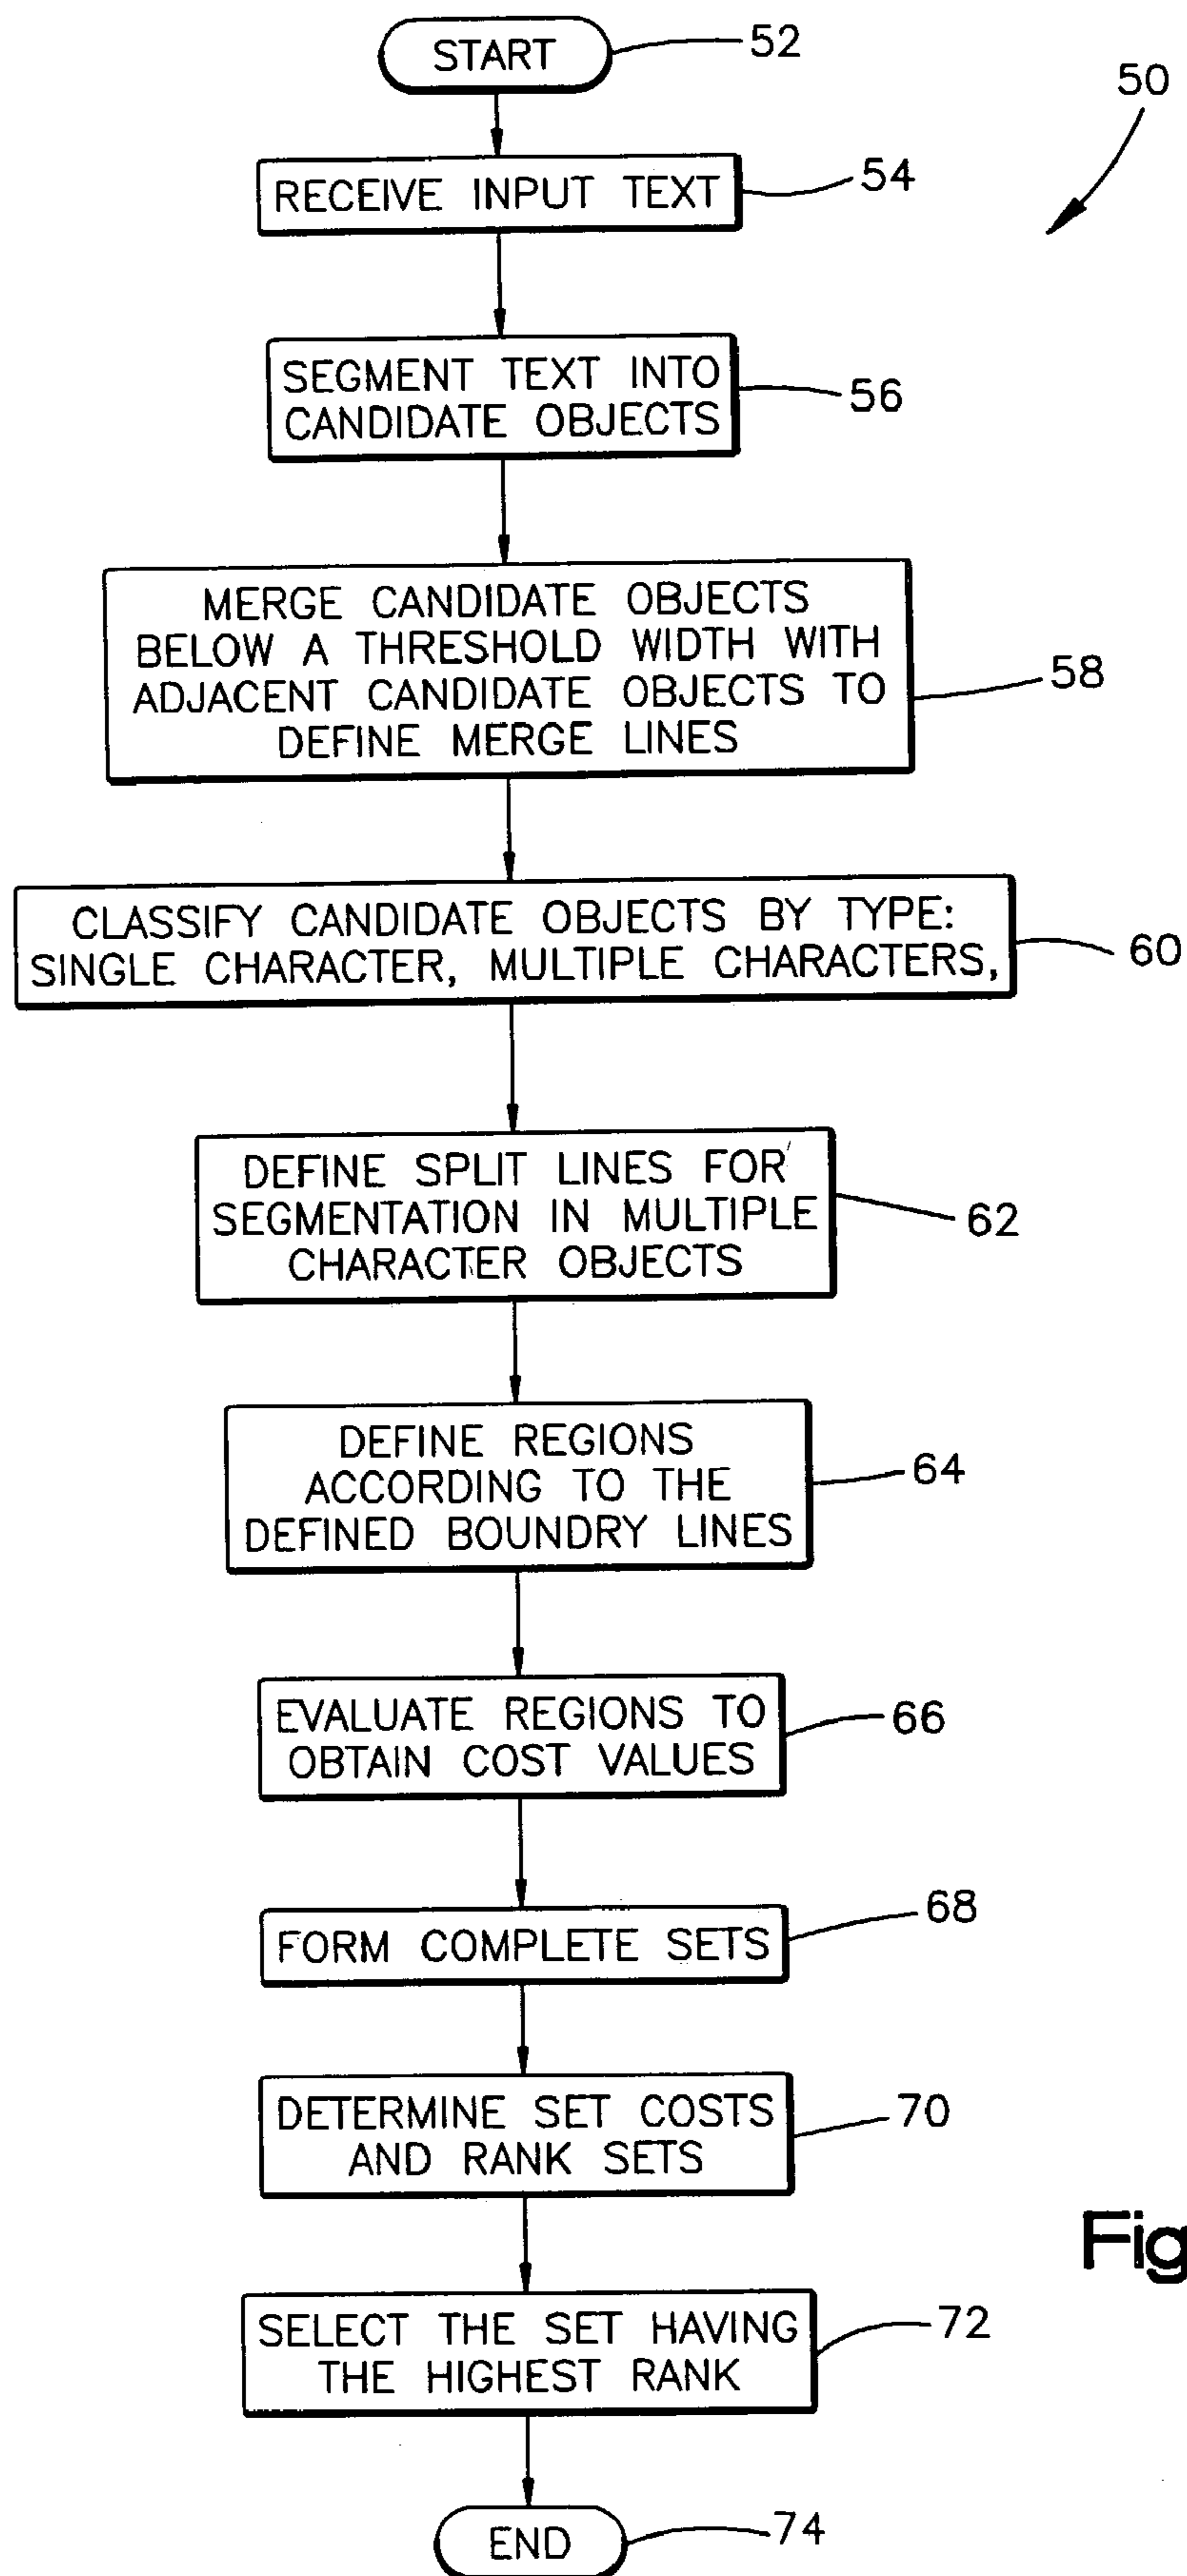 START
52
50
RECEIVE INPUT TEXT
54
SEGMENT TEXT INTO
CANDIDATE OBJECTS
56
MERGE CANDIDATE OBJECTS
BELOW A THRESHOLD WIDTH WITH
ADJACENT CANDIDATE OBJECTS TO
DEFINE MERGE LINES
58
CLASSIFY CANDIDATE OBJECTS BY TYPE:
SINGLE CHARACTER, MULTIPLE CHARACTERS,
60
DEFINE SPLIT LINES FOR
SEGMENTATION IN MULTIPLE
CHARACTER OBJECTS
62
DEFINE REGIONS
ACCORDING TO THE
DEFINED BOUNDRY LINES
64
EVALUATE REGIONS TO
OBTAIN COST VALUES
66
FORM COMPLETE SETS
68
DETERMINE SET COSTS
AND RANK SETS
70
Fig
SELECT THE SET HAVING
THE HIGHEST RANK
72
END
74